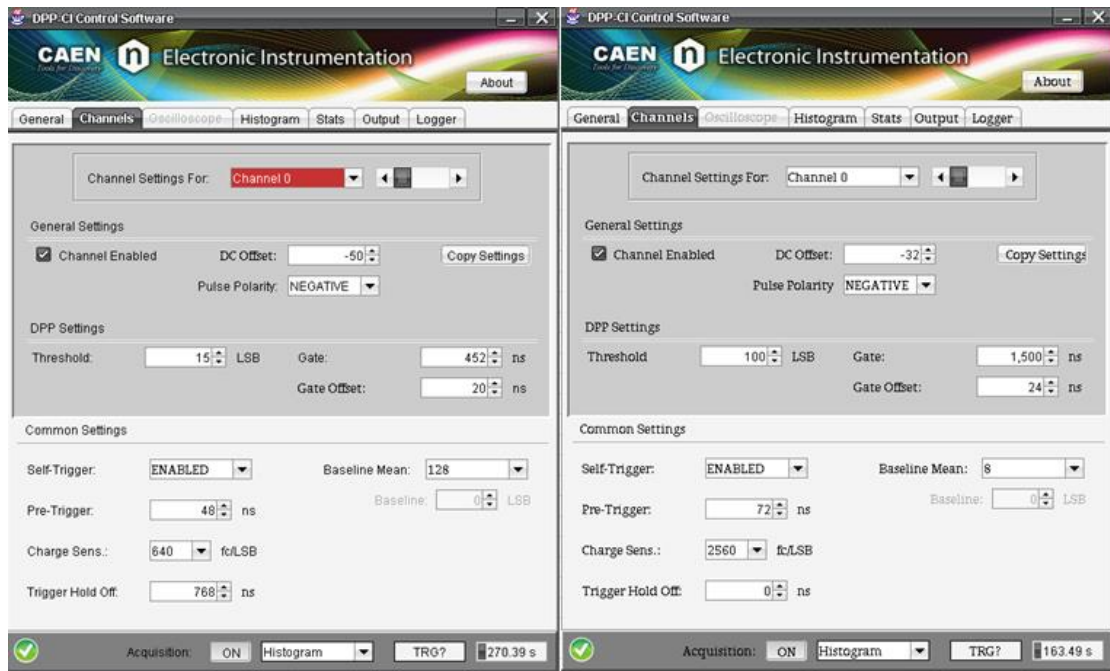 DPP-CI Control Software
CAEN n Electronic Instrumentation
Tools for Discovery
About
General Channels Oscilloscope Histogram Stats Output Logger
Channel Settings For: Channel 0
General Settings
Channel Enabled DC Offset: -50 Copy Settings
Pulse Polarity: NEGATIVE
DPP Settings
Threshold: 15 LSB Gate: 452 ns
Gate Offset: 20 ns
Common Settings
Self-Trigger: ENABLED Baseline Mean: 128
Baseline: 0 LSB
Pre-Trigger: 48 ns
Charge Sens.: 640 fc/LSB
Trigger Hold Off: 768 ns
Acquisition: ON Histogram TRG? 270.39 s
DPP-CI Control Software
CAEN n Electronic Instrumentation
Tools for Discovery
About
General Channels Oscilloscope Histogram Stats Output Logger
Channel Settings For: Channel 0
General Settings
Channel Enabled DC Offset: -32 Copy Settings
Pulse Polarity NEGATIVE
DPP Settings
Threshold 100 LSB Gate: 1,500 ns
Gate Offset: 24 ns
Common Settings
Self-Trigger: ENABLED Baseline Mean: 8
Baseline: 0 LSB
Pre-Trigger: 72 ns
Charge Sens.: 2560 fc/LSB
Trigger Hold Off: 0 ns
Acquisition: ON Histogram TRG? 163.49 s